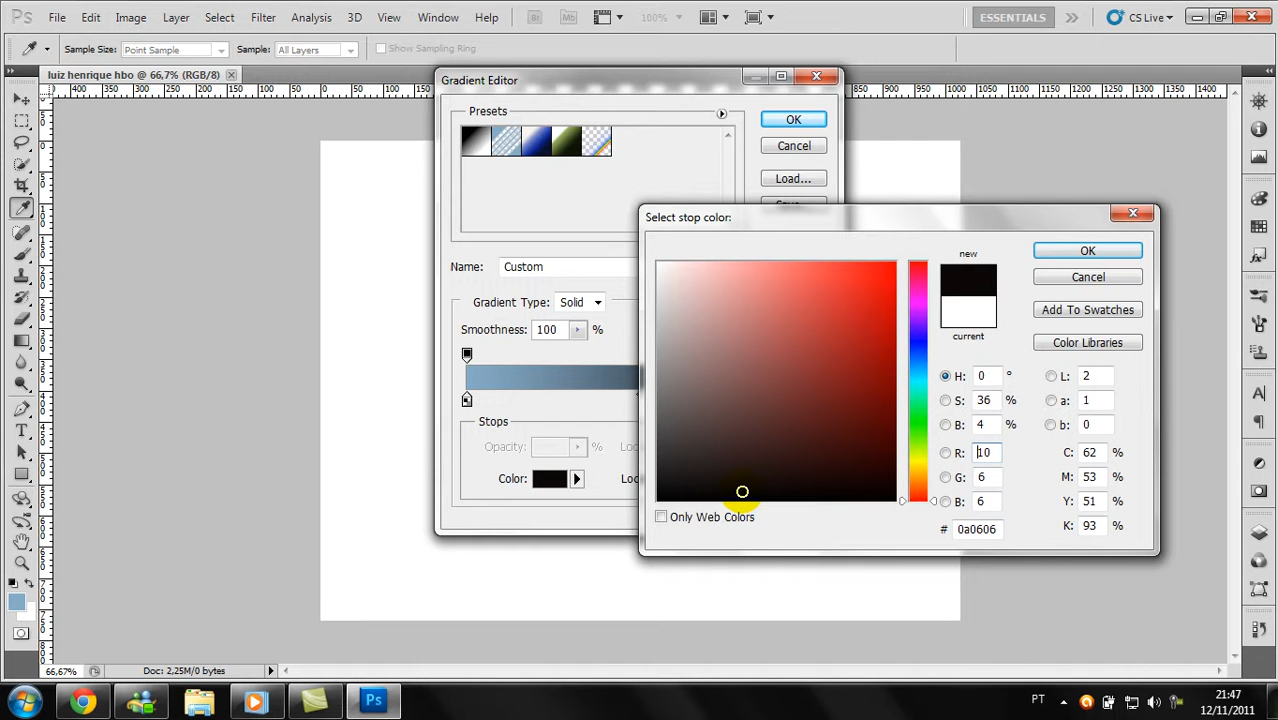 Ps File Edit Image Layer Select Filter Analysis 3D View Window Help Br Mb 100% ESSENTIALS CS Live
Sample Size: Point Sample Sample: All Layers Show Sampling Ring
luiz henrique hbo @ 66,7% (RGB/8)
Gradient Editor
Presets
OK
Cancel
Load...
Save...
Name: Custom
Gradient Type: Solid
Smoothness: 100 %
Stops
Opacity: %
Color:
Select stop color:
new
current
OK
Cancel
Add To Swatches
Color Libraries
H: 0 ° L: 2
S: 36 % a: 1
B: 4 % b: 0
R: 10 C: 62 %
G: 6 M: 53 %
B: 6 Y: 51 %
# 0a0606 K: 93 %
Only Web Colors
66,67% Doc: 2,25M/0 bytes
Ps PT 21:47
12/11/2011